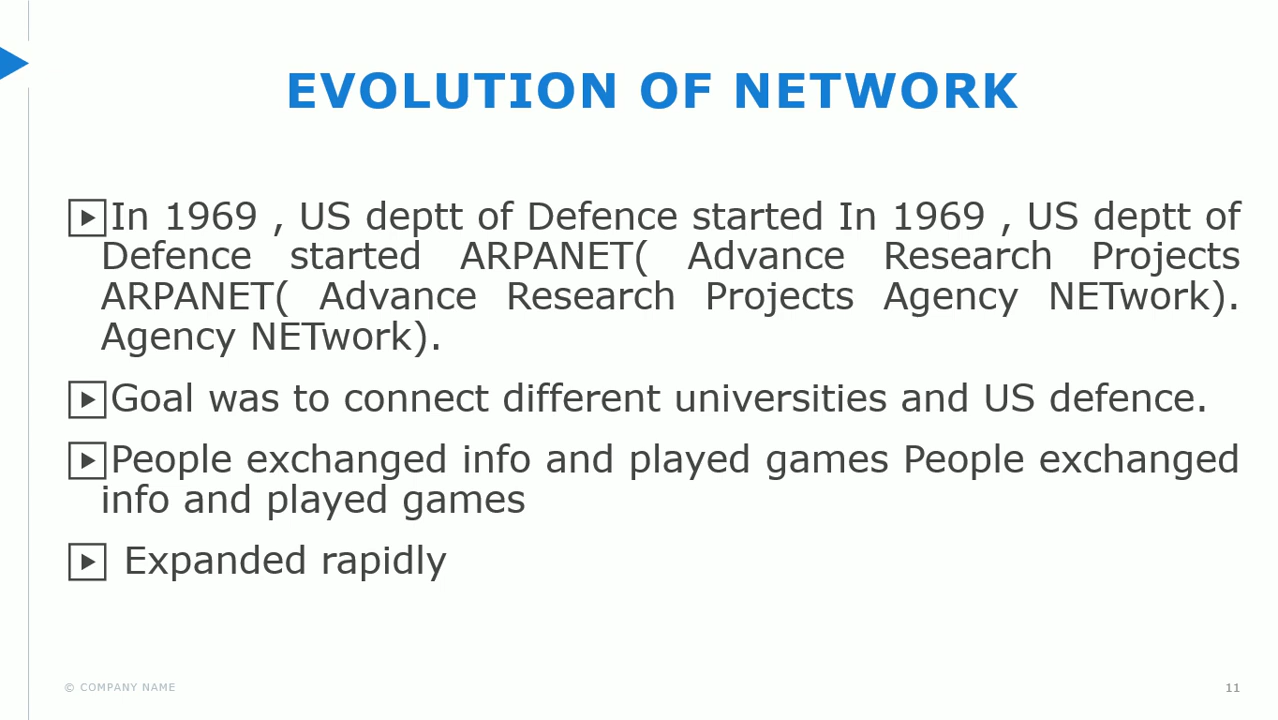 EVOLUTION OF NETWORK
In 1969 , US deptt of Defence started In 1969 , US deptt of
Defence started ARPANET( Advance Research Projects
ARPANET( Advance Research Projects Agency NETwork).
Agency NETwork).
Goal was to connect different universities and US defence.
People exchanged info and played games People exchanged
info and played games
Expanded rapidly
© COMPANY NAME
11